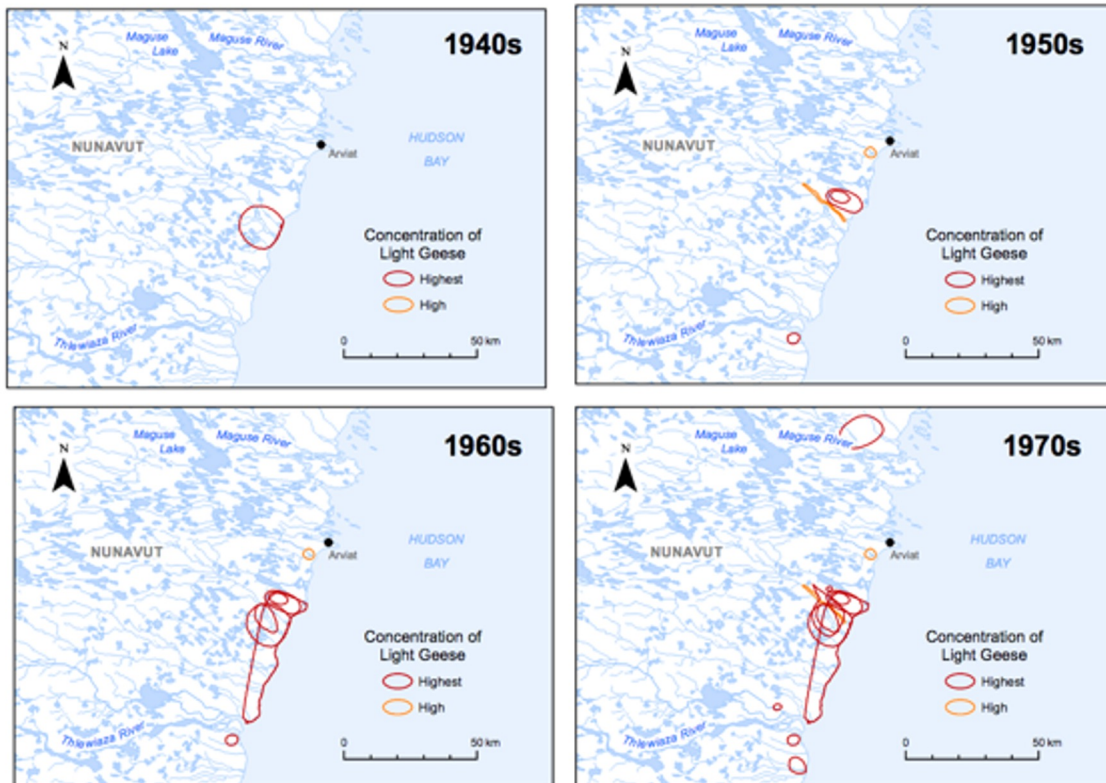 1940s
N
Maguse
Lake
Maguse River
NUNAVUT
HUDSON
BAY
Arviat
Concentration of
Light Geese
Highest
High
Thlewiaza River
0 50 km
1950s
N
Maguse
Lake
Maguse River
NUNAVUT
Arviat
Concentration of
Light Geese
Highest
High
Thlewiaza River
0 50 km
1960s
N
Maguse
Lake
Maguse River
NUNAVUT
HUDSON
BAY
Arviat
Concentration of
Light Geese
Highest
High
Thlewiaza River
0 50 km
1970s
N
Maguse
Lake
Maguse River
NUNAVUT
HUDSON
BAY
Arviat
Concentration of
Light Geese
Highest
High
Thlewiaza River
0 50 km